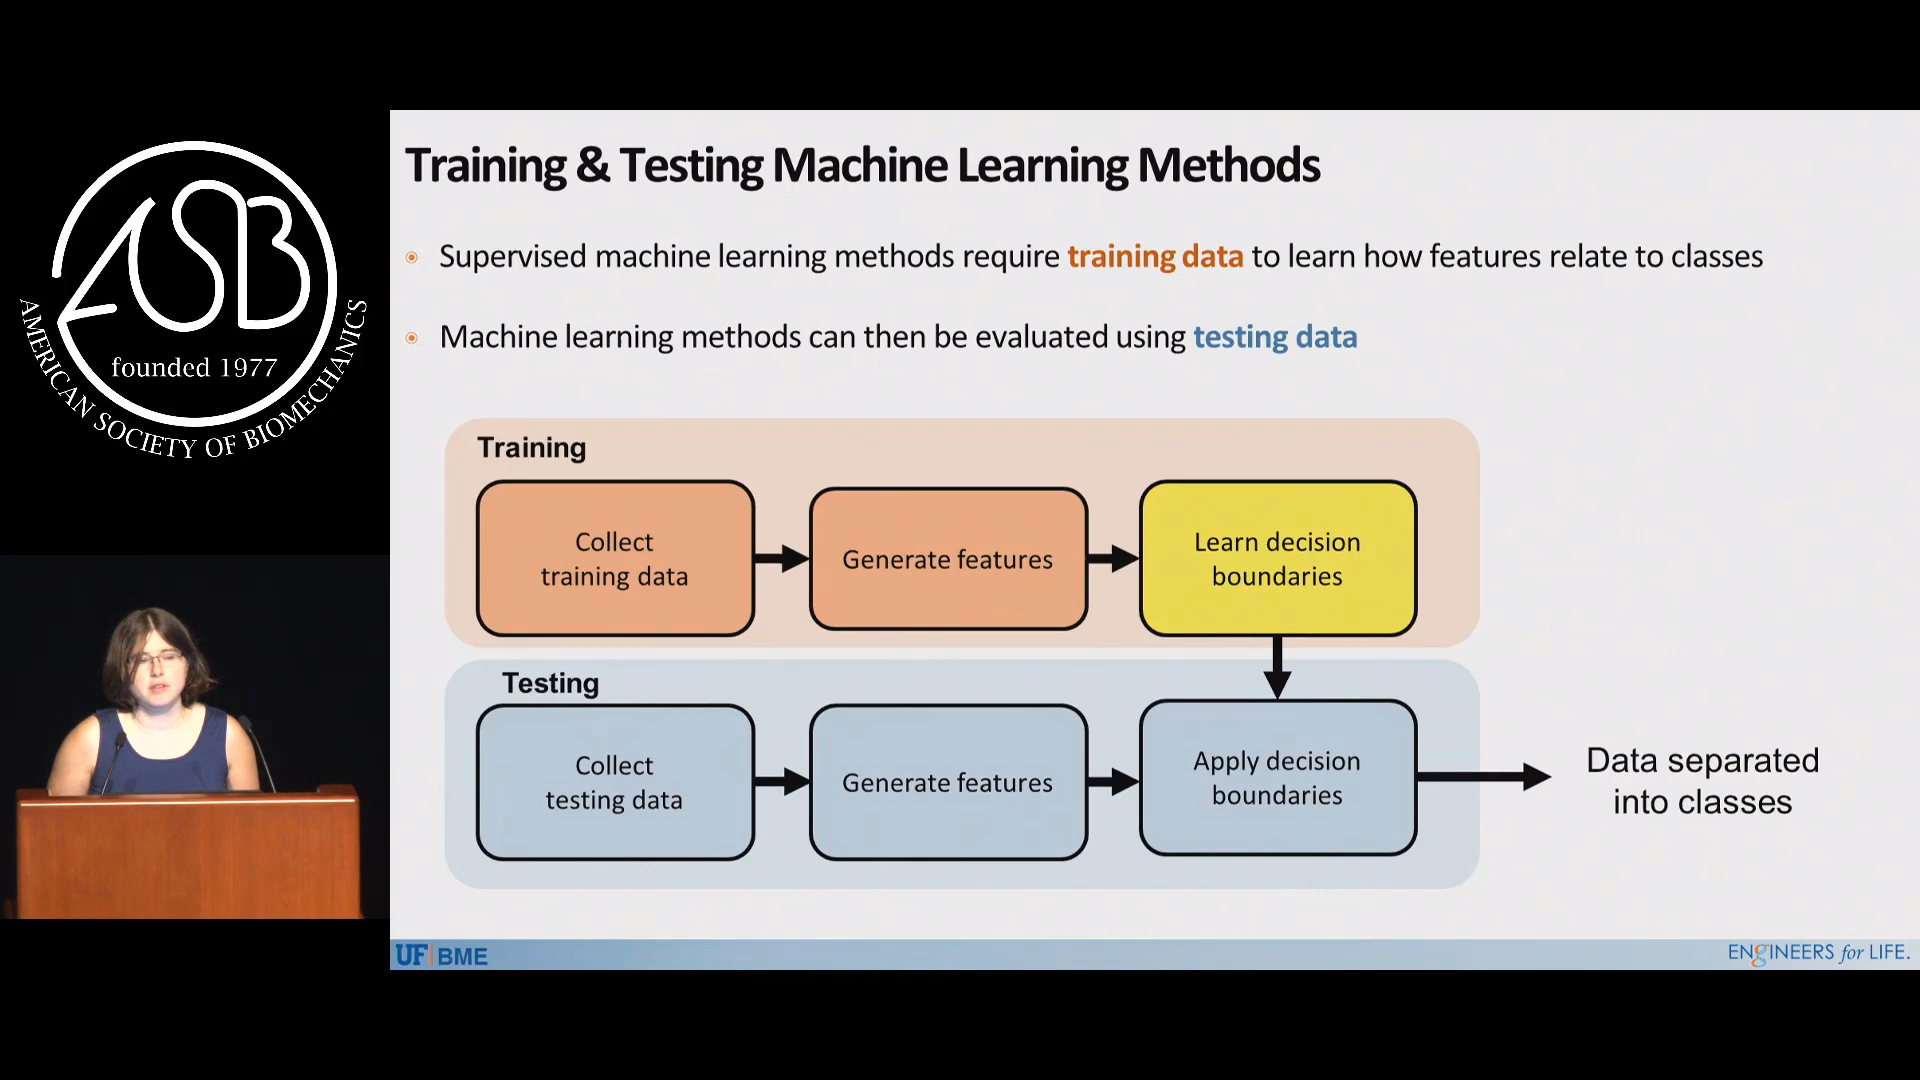 founded 1977
AMERICAN SOCIETY OF BIOMECHANICS
Training & Testing Machine Learning Methods
Supervised machine learning methods require training data to learn how features relate to classes
Machine learning methods can then be evaluated using testing data
Training
Collect
training data
Generate features
Learn decision
boundaries
Testing
Collect
testing data
Generate features
Apply decision
boundaries
Data separated
into classes
UF BME
ENGINEERS for LIFE.
ASB